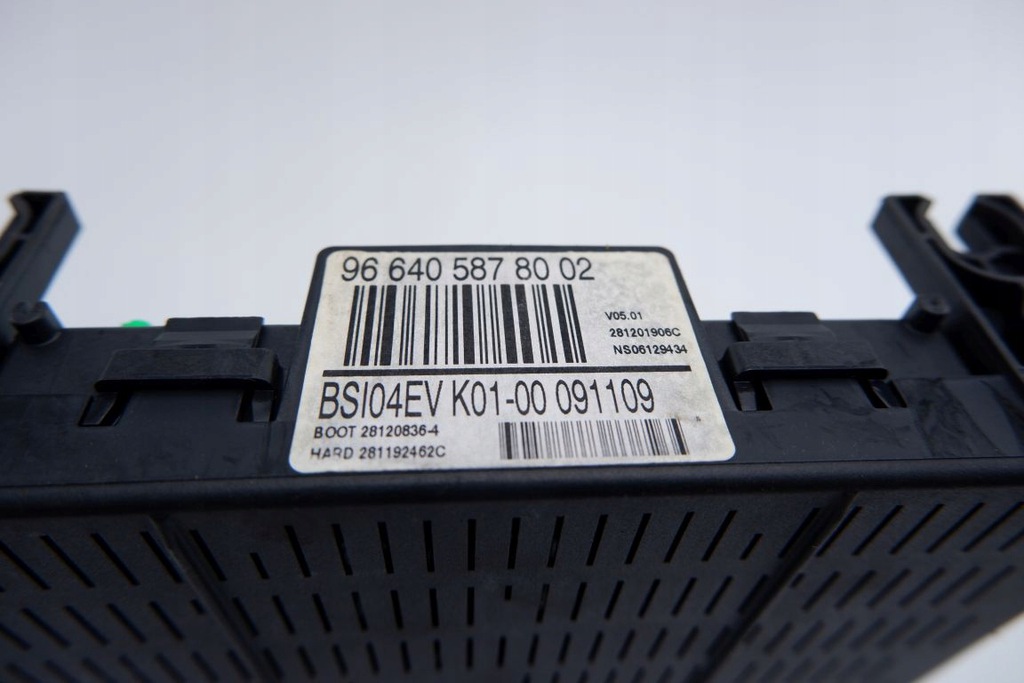 96 640 587 80 02
V05.01
281201906C
NS06129434
BSI04EV K01-00 091109
BOOT 28120836-4
HARD 281192462C